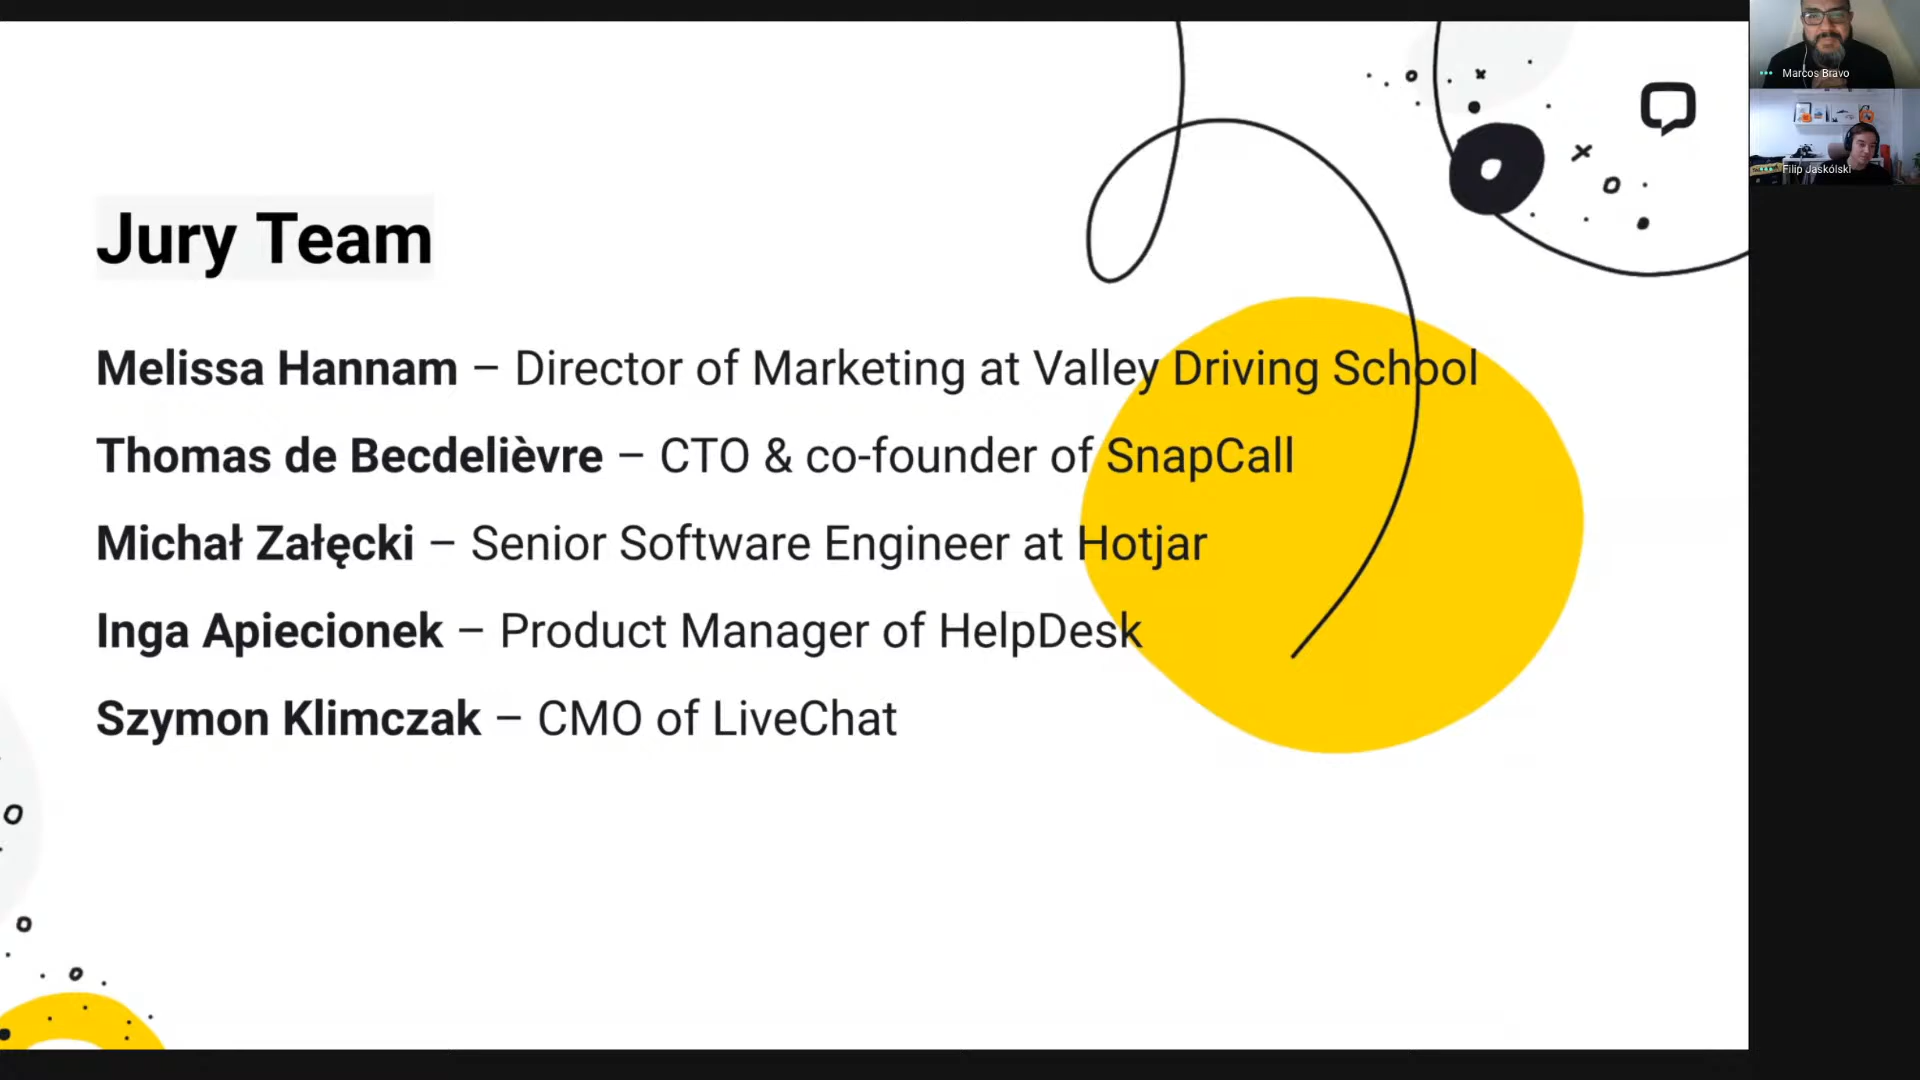 Jury Team
Melissa Hannam – Director of Marketing at Valley Driving School
Thomas de Becdelièvre – CTO & co-founder of SnapCall
Michał Załęcki – Senior Software Engineer at Hotjar
Inga Apiecionek – Product Manager of HelpDesk
Szymon Klimczak – CMO of LiveChat
Marcos Bravo
Filip Jaskólski